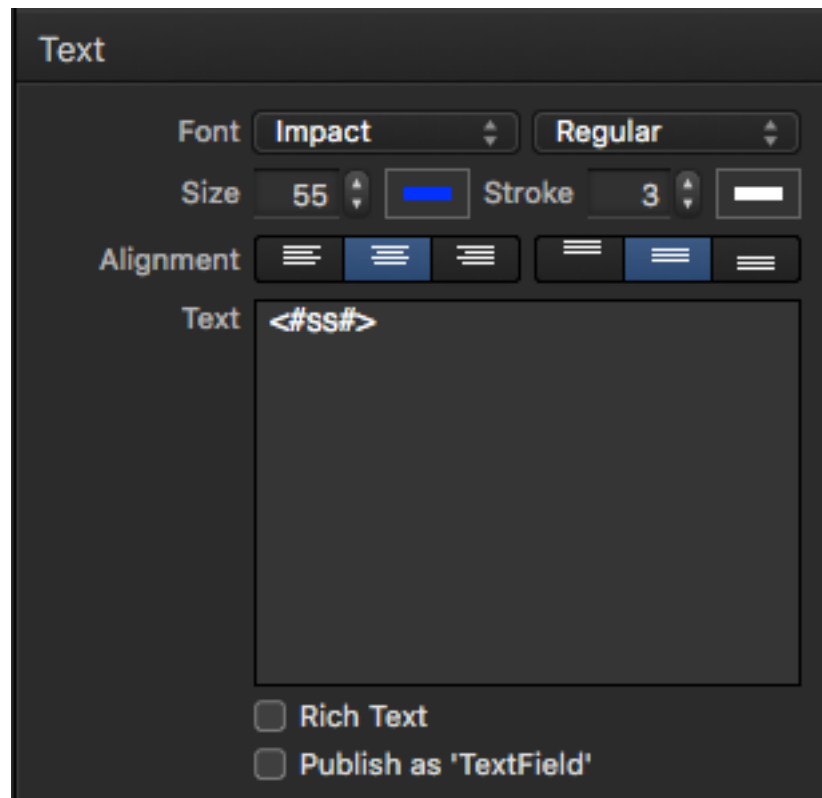 Text
Font Impact Regular
Size 55 Stroke 3
Alignment
Text <#ss#>
Rich Text
Publish as 'TextField'